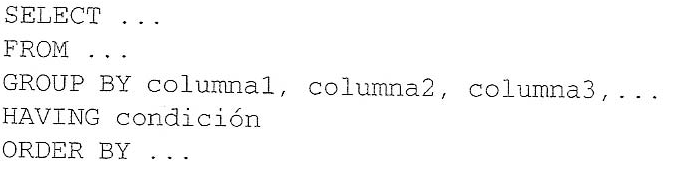 SELECT ...
FROM ...
GROUP BY columna1, columna2, columna3,...
HAVING condición
ORDER BY ...